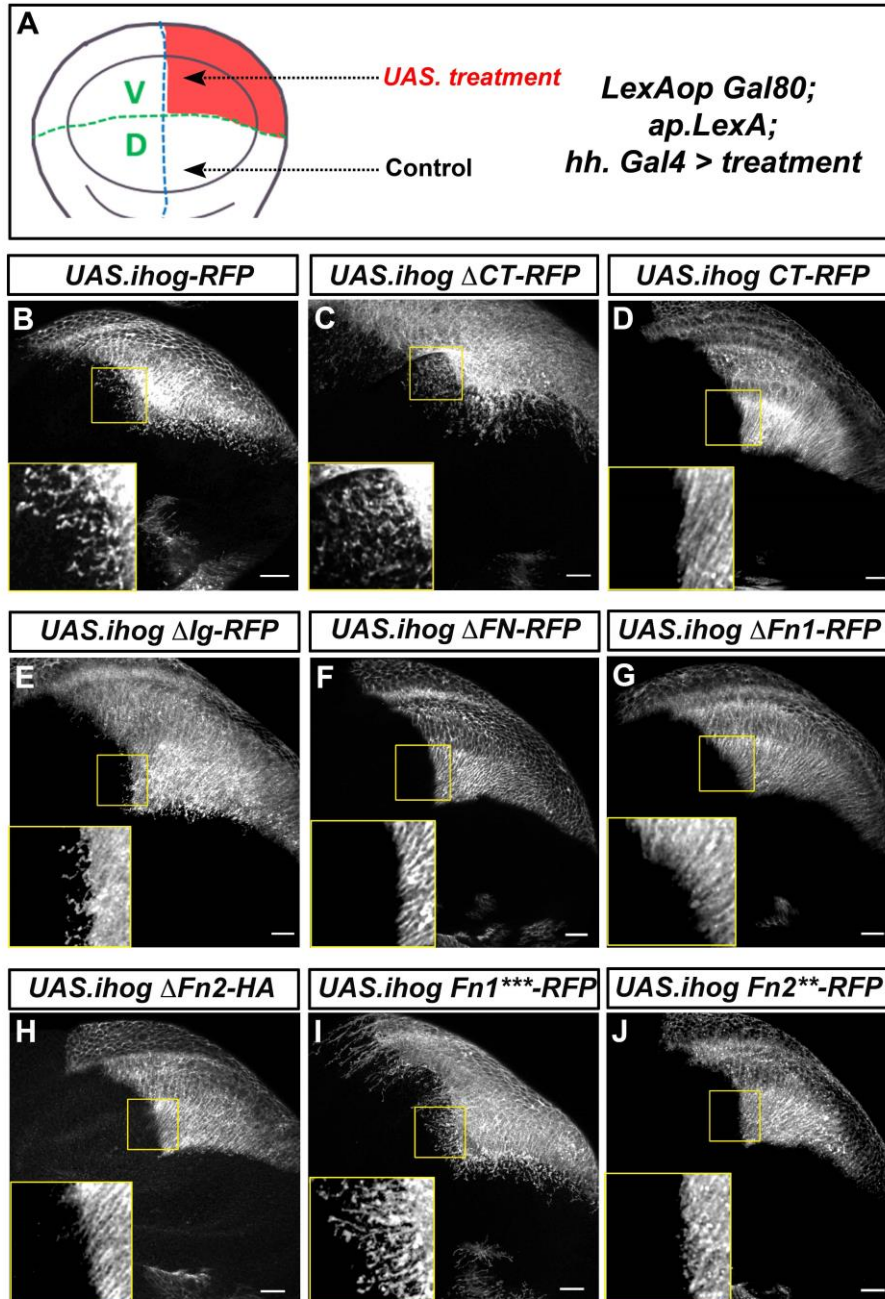 A
V
D
UAS. treatment
Control
LexAop Gal80;
ap.LexA;
hh. Gal4 > treatment
UAS.ihog-RFP
UAS.ihog ΔCT-RFP
UAS.ihog CT-RFP
B
C
D
UAS.ihog ΔIg-RFP
UAS.ihog ΔFN-RFP
UAS.ihog ΔFn1-RFP
E
F
G
UAS.ihog ΔFn2-HA
UAS.ihog Fn1***-RFP
UAS.ihog Fn2**-RFP
H
I
J